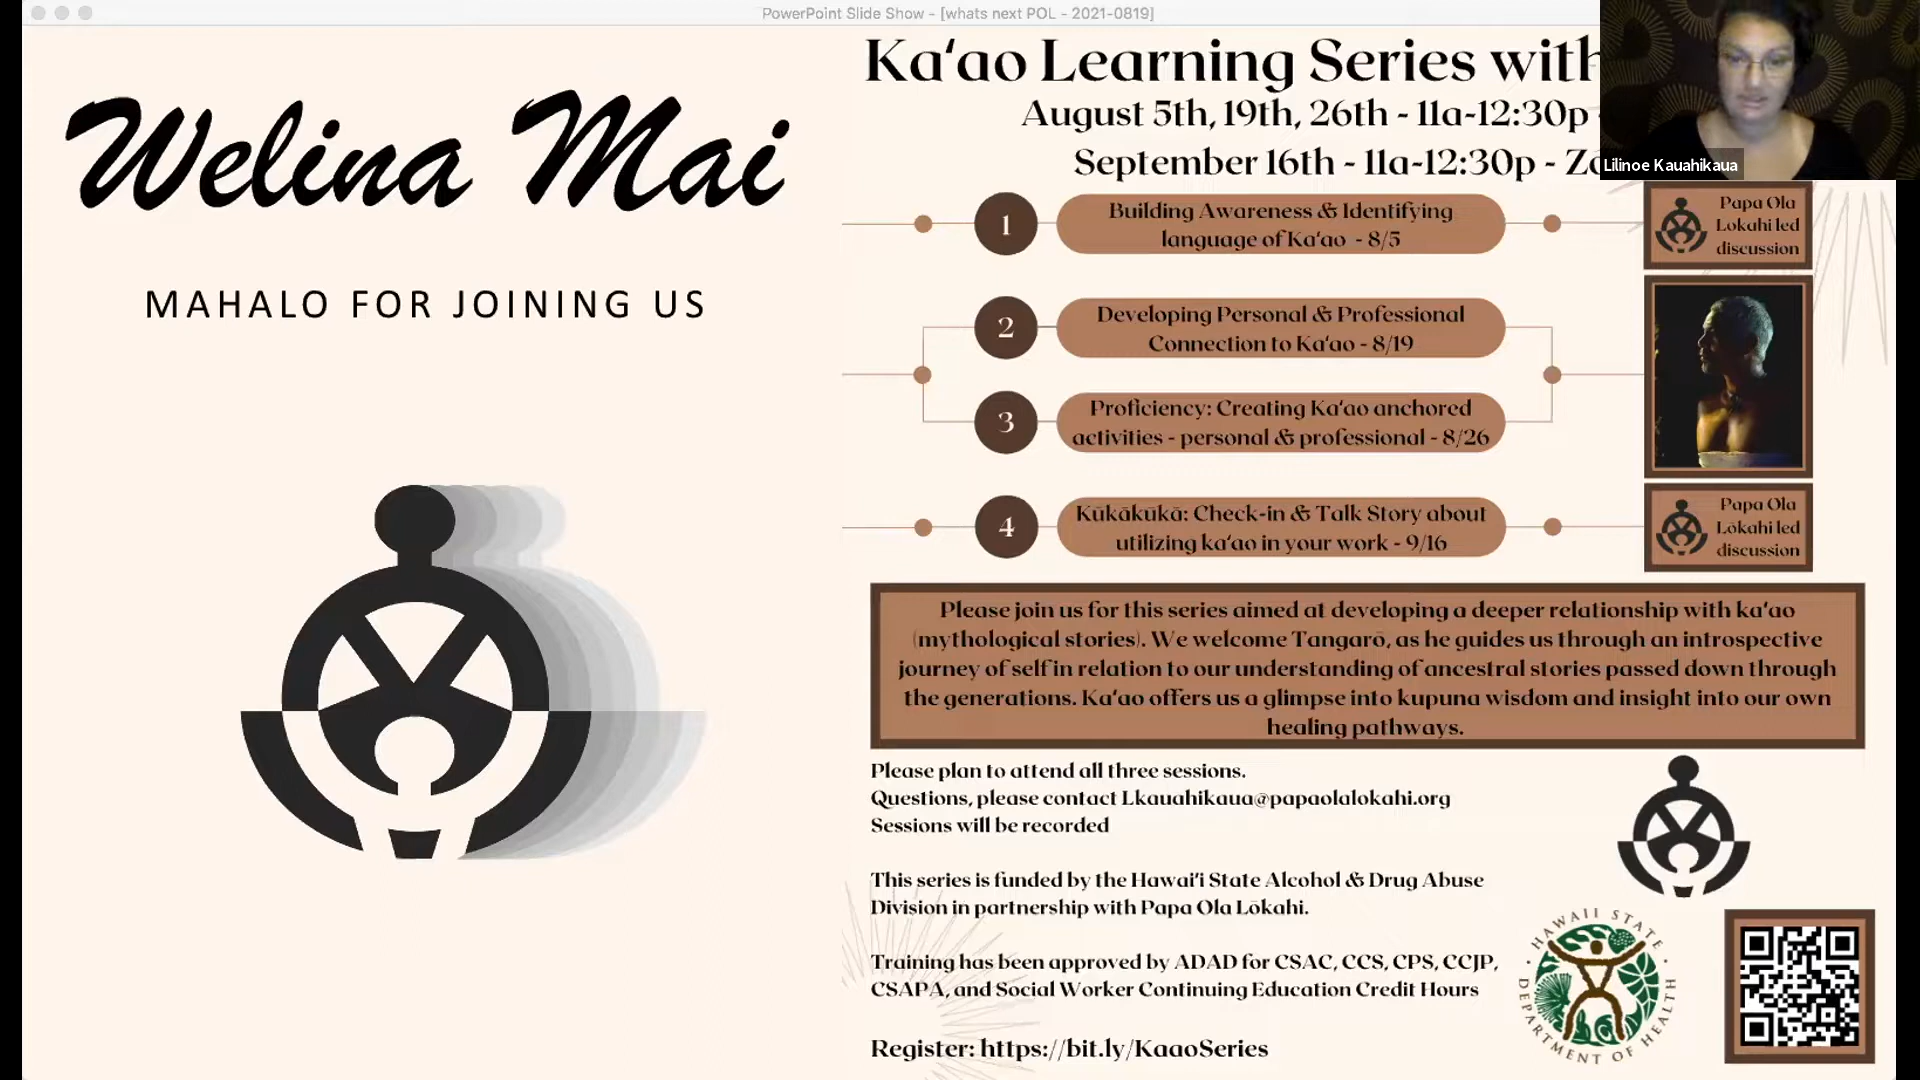 PowerPoint Slide Show - [whats next POL - 2021-0819]
Welina Mai
MAHALO FOR JOINING US
Kaʻao Learning Series with
August 5th, 19th, 26th - 11a-12:30p
September 16th - 11a-12:30p -
Lilinoe Kauahikaua
1
Building Awareness & Identifying
language of Kaʻao - 8/5
Papa Ola
Lokahi led
discussion
2
Developing Personal & Professional
Connection to Kaʻao - 8/19
3
Proficiency: Creating Kaʻao anchored
activities - personal & professional - 8/26
4
Kūkākūkā: Check-in & Talk Story about
utilizing kaʻao in your work - 9/16
Papa Ola
Lōkahi led
discussion
Please join us for this series aimed at developing a deeper relationship with kaʻao
(mythological stories). We welcome Tangarō, as he guides us through an introspective
journey of self in relation to our understanding of ancestral stories passed down through
the generations. Kaʻao offers us a glimpse into kupuna wisdom and insight into our own
healing pathways.
Please plan to attend all three sessions.
Questions, please contact Lkauahikaua@papaolalokahi.org
Sessions will be recorded
This series is funded by the Hawaiʻi State Alcohol & Drug Abuse
Division in partnership with Papa Ola Lōkahi.
Training has been approved by ADAD for CSAC, CCS, CPS, CCJP,
CSAPA, and Social Worker Continuing Education Credit Hours
Register: https://bit.ly/KaaoSeries
HAWAII STATE
DEPARTMENT OF HEALTH